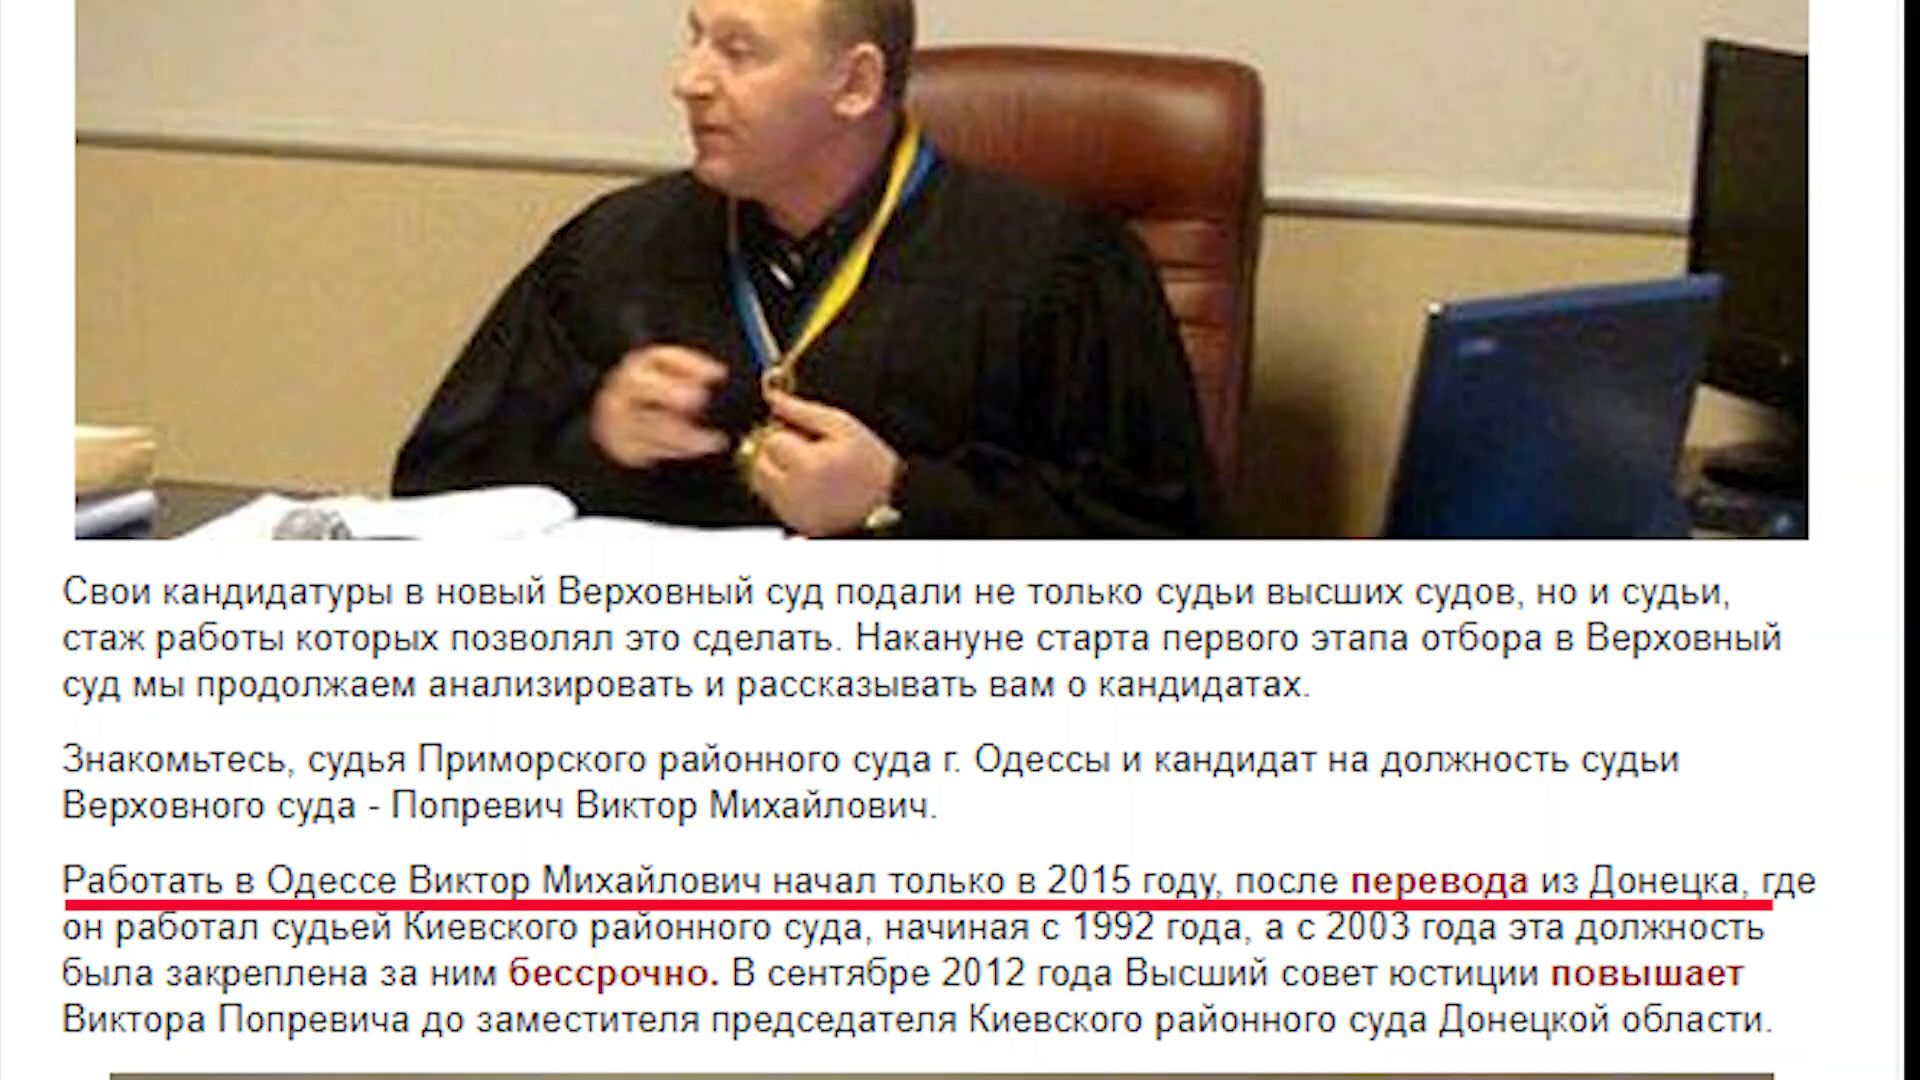 Свои кандидатуры в новый Верховный суд подали не только судьи высших судов, но и судьи,
стаж работы которых позволял это сделать. Накануне старта первого этапа отбора в Верховный
суд мы продолжаем анализировать и рассказывать вам о кандидатах.
Знакомьтесь, судья Приморского районного суда г. Одессы и кандидат на должность судьи
Верховного суда - Попревич Виктор Михайлович.
Работать в Одессе Виктор Михайлович начал только в 2015 году, после перевода из Донецка, где
он работал судьей Киевского районного суда, начиная с 1992 года, а с 2003 года эта должность
была закреплена за ним бессрочно. В сентябре 2012 года Высший совет юстиции повышает
Виктора Попревича до заместителя председателя Киевского районного суда Донецкой области.